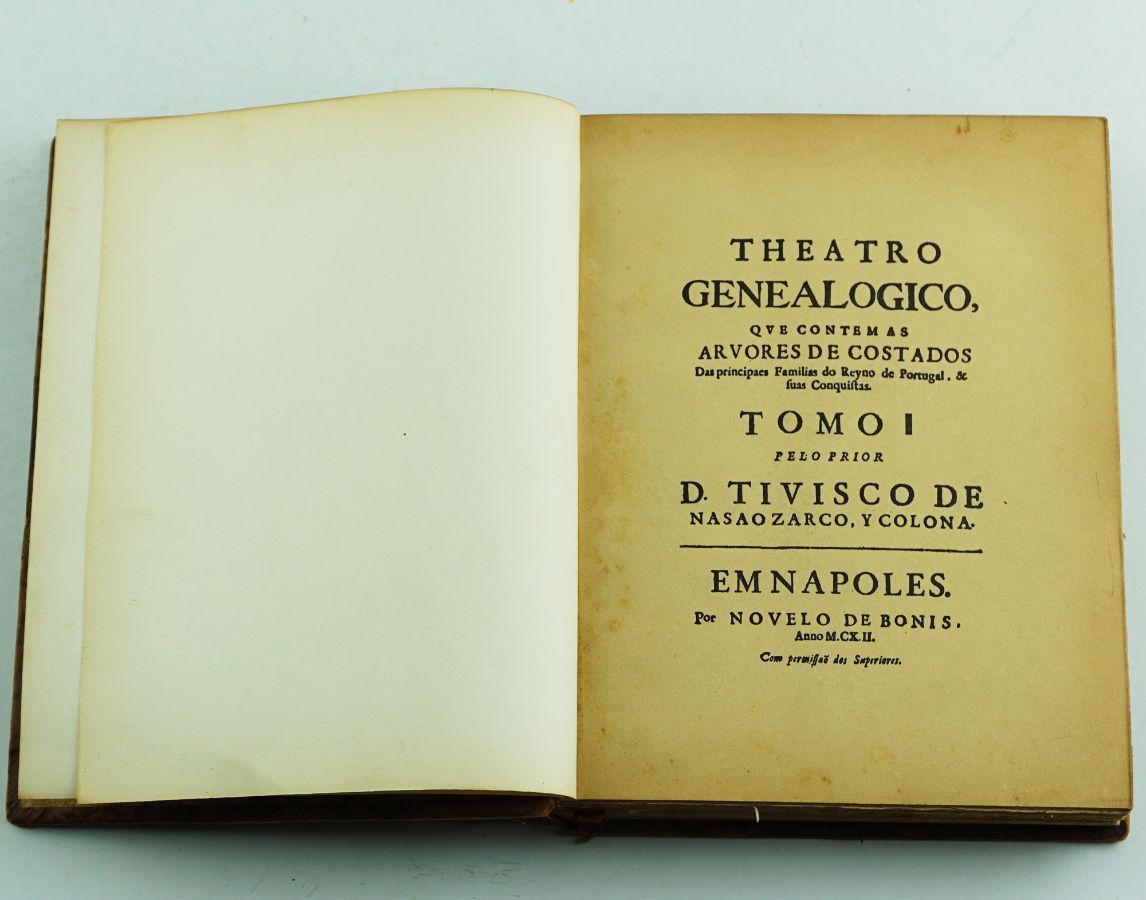 THEATRO
GENEALOGICO,
QVE CONTEM AS
ARVORES DE COSTADOS
Das principaes Familias do Reyno de Portugal, &
ſuas Conquiſtas.
TOMO I
PELO PRIOR
D. TIVISCO DE
NASAO ZARCO, Y COLONA.
EM NAPOLES.
Por NOVELO DE BONIS,
Anno M.CX.II.
Com permiſſaõ dos Superiores.